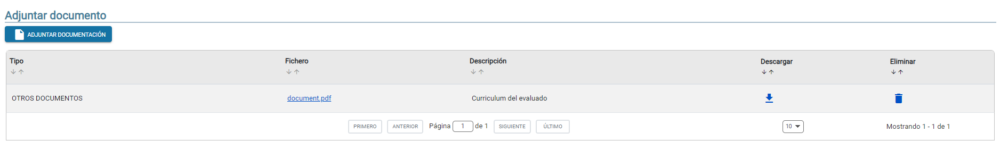 Adjuntar documento
ADJUNTAR DOCUMENTACIÓN
Tipo Fichero Descripción Descargar Eliminar
OTROS DOCUMENTOS document.pdf Curriculum del evaluado
PRIMERO ANTERIOR Página 1 de 1 SIGUIENTE ÚLTIMO 10 Mostrando 1 - 1 de 1